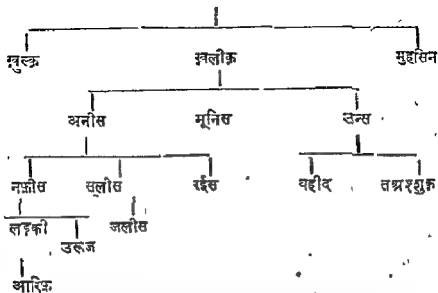 ख़ुल्क़ ख़लीक़ मुहसिन
अनीस मूनिस उन्स
नफ़ीस सलीस रईस वहीद तअश्शुक़
लड़की जलीस
उरूज
आरिफ़